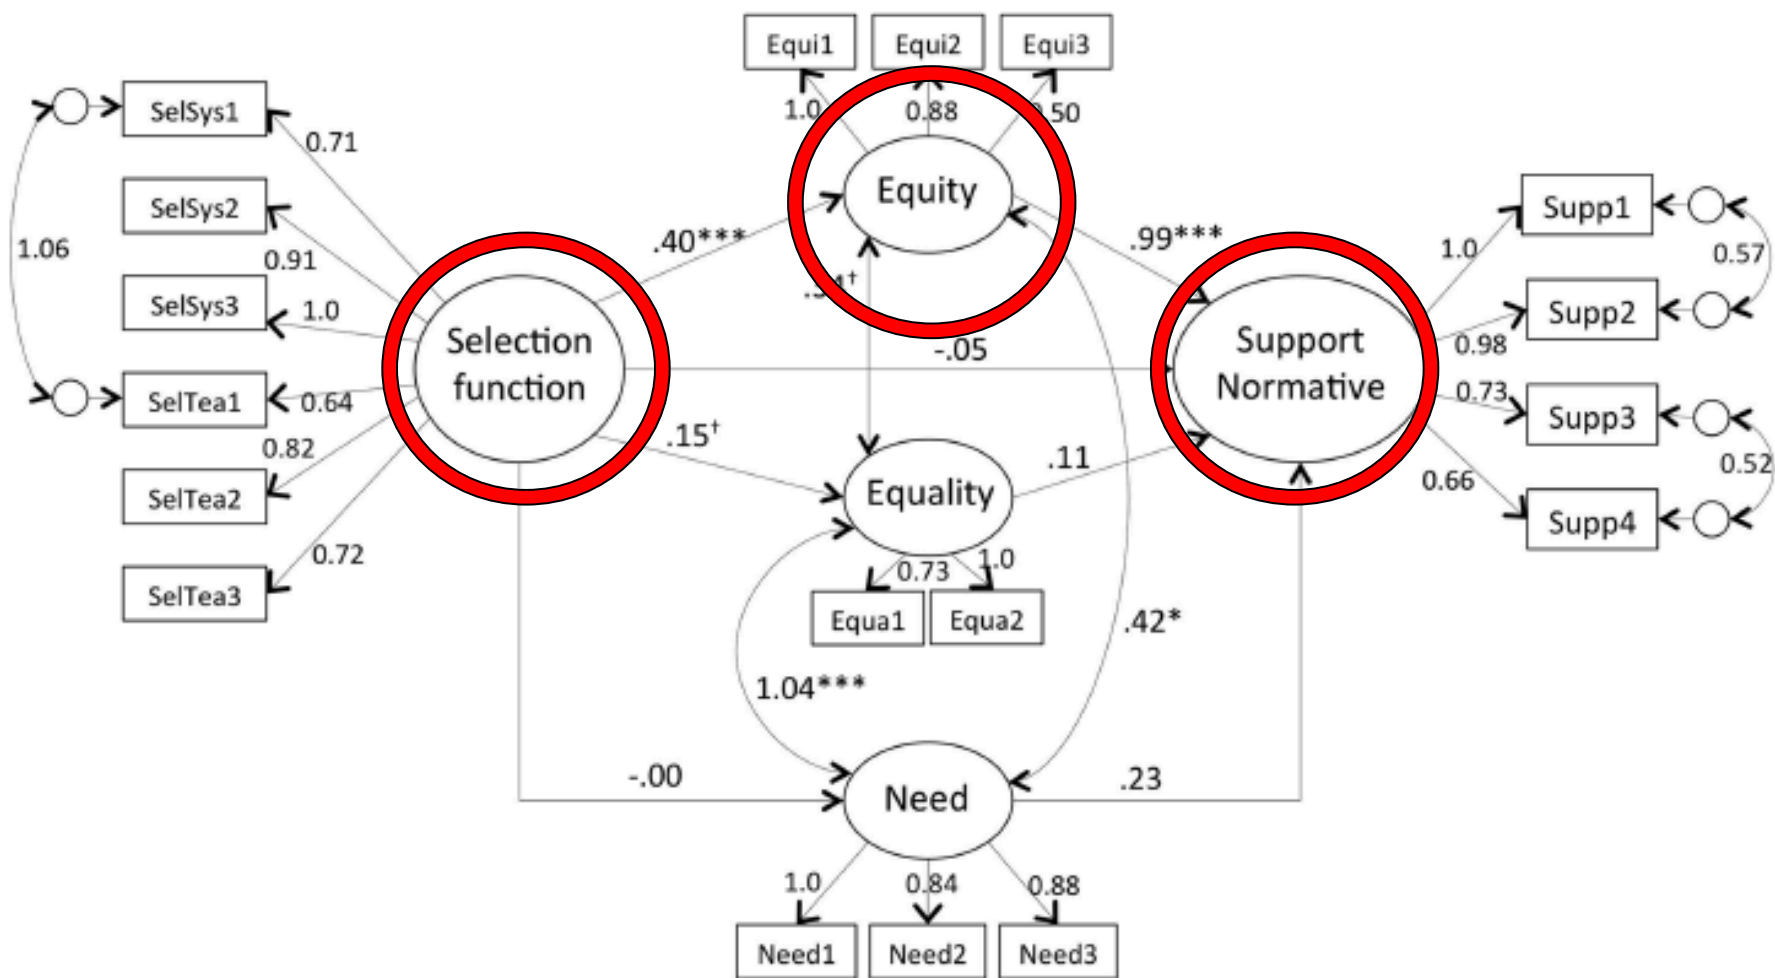 Equi1 Equi2 Equi3
1.0 0.88
SelSys1
0.71
SelSys2
0.91
SelSys3
1.0
1.06
Selection
function
SelTea1
0.64
0.82
SelTea2
0.72
SelTea3
.40***
Equity
.99***
-.05
.15†
Equality
.11
0.73 1.0
Equa1 Equa2
1.04***
.42*
-.00
Need
.23
1.0 0.84 0.88
Need1 Need2 Need3
Support
Normative
1.0
Supp1
0.57
0.98
Supp2
0.73
Supp3
0.52
0.66
Supp4